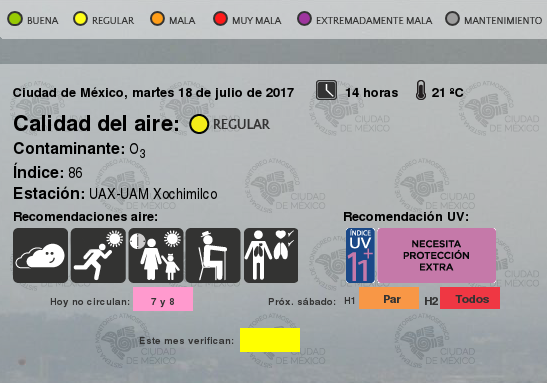 BUENA REGULAR MALA MUY MALA EXTREMADAMENTE MALA MANTENIMIENTO
Ciudad de México, martes 18 de julio de 2017 14 horas 21 ºC
Calidad del aire: REGULAR
Contaminante: O3
Índice: 86
Estación: UAX-UAM Xochimilco
Recomendaciones aire: Recomendación UV:
ÍNDICE
UV
11+
NECESITA
PROTECCIÓN
EXTRA
Hoy no circulan: 7 y 8 Próx. sábado: H1 Par H2 Todos
Este mes verifican: